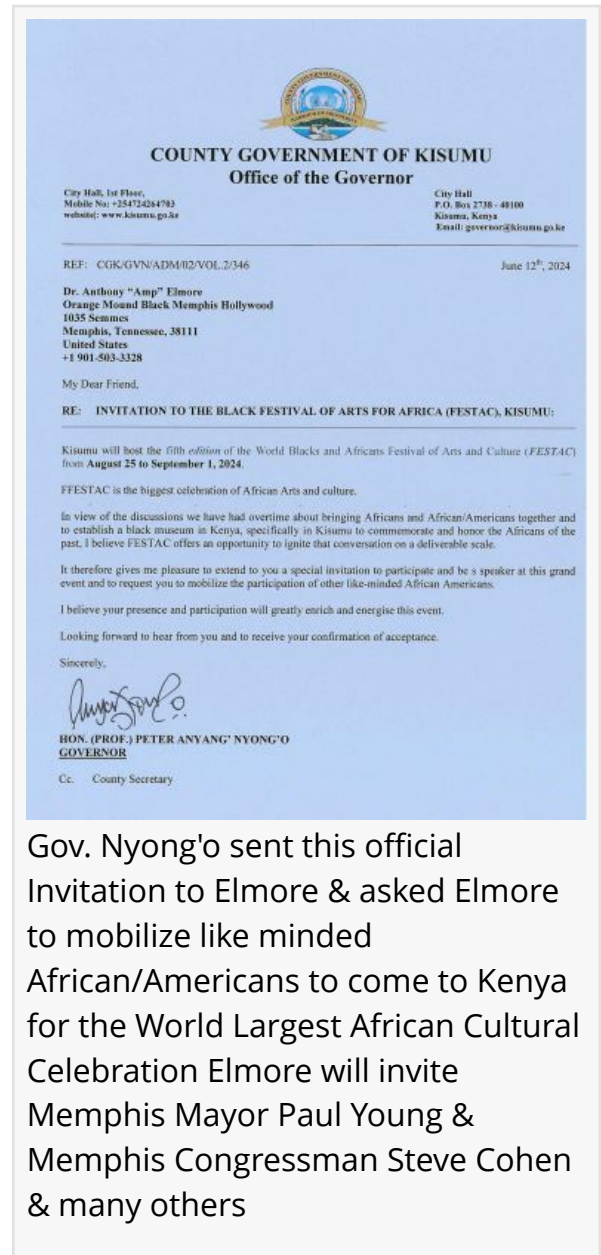 COUNTY GOVERNMENT OF KISUMU
Office of the Governor
City Hall, 1st Floor,
Mobile No: +254724264703
website: www.kisumu.go.ke
City Hall
P.O. Box 2738 - 40100
Kisumu, Kenya
Email: governor@kisumu.go.ke
REF: CGK/GVN/ADM/02/VOL.2/346
June 12th, 2024
Dr. Anthony “Amp” Elmore
Orange Mound Black Memphis Hollywood
1035 Semmes
Memphis, Tennessee, 38111
United States
+1 901-503-3328
My Dear Friend,
RE: INVITATION TO THE BLACK FESTIVAL OF ARTS FOR AFRICA (FESTAC), KISUMU:
Kisumu will host the fifth edition of the World Blacks and Africans Festival of Arts and Culture (FESTAC)
from August 25 to September 1, 2024.
FFESTAC is the biggest celebration of African Arts and culture.
In view of the discussions we have had overtime about bringing Africans and African/Americans together and
to establish a black museum in Kenya, specifically in Kisumu to commemorate and honor the Africans of the
past, I believe FESTAC offers an opportunity to ignite that conversation on a deliverable scale.
It therefore gives me pleasure to extend to you a special invitation to participate and be s speaker at this grand
event and to request you to mobilize the participation of other like-minded African Americans.
I believe your presence and participation will greatly enrich and energise this event.
Looking forward to hear from you and to receive your confirmation of acceptance.
Sincerely,
HON. (PROF.) PETER ANYANG' NYONG'O
GOVERNOR
Cc. County Secretary
Gov. Nyong'o sent this official
Invitation to Elmore & asked Elmore
to mobilize like minded
African/Americans to come to Kenya
for the World Largest African Cultural
Celebration Elmore will invite
Memphis Mayor Paul Young &
Memphis Congressman Steve Cohen
& many others